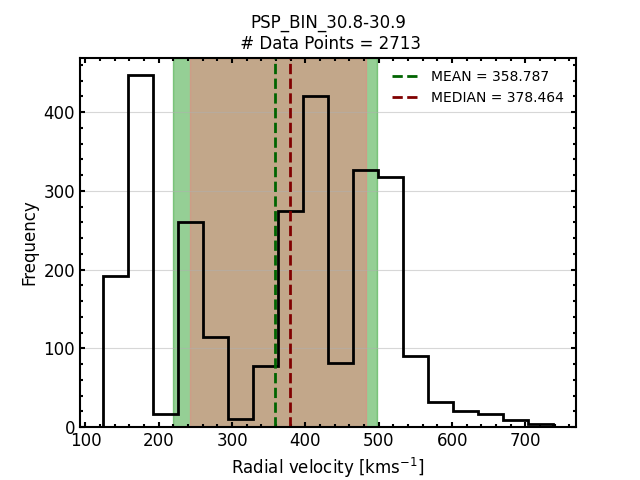 PSP_BIN_30.8-30.9
# Data Points = 2713
MEAN = 358.787
MEDIAN = 378.464
Frequency
400
300
200
100
0
100 200 300 400 500 600 700
Radial velocity [kms⁻¹]